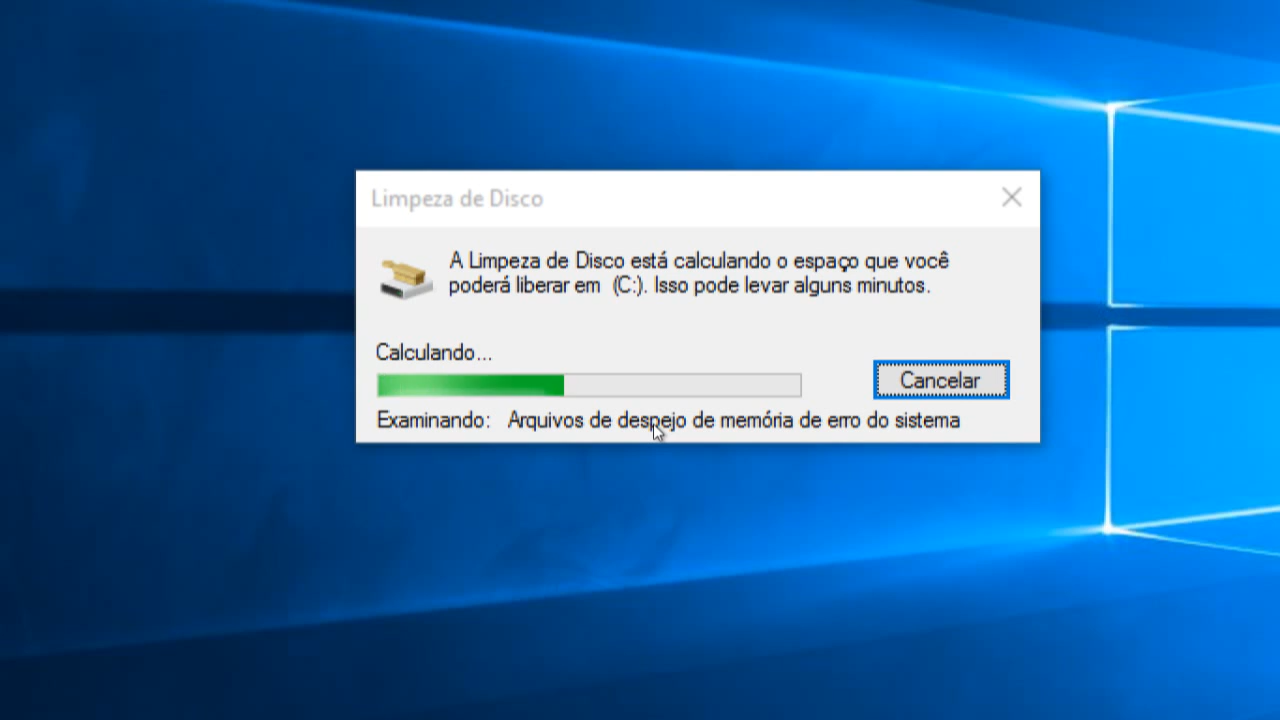 Limpeza de Disco
A Limpeza de Disco está calculando o espaço que você
poderá liberar em  (C:). Isso pode levar alguns minutos.
Calculando...
Cancelar
Examinando:   Arquivos de despejo de memória de erro do sistema